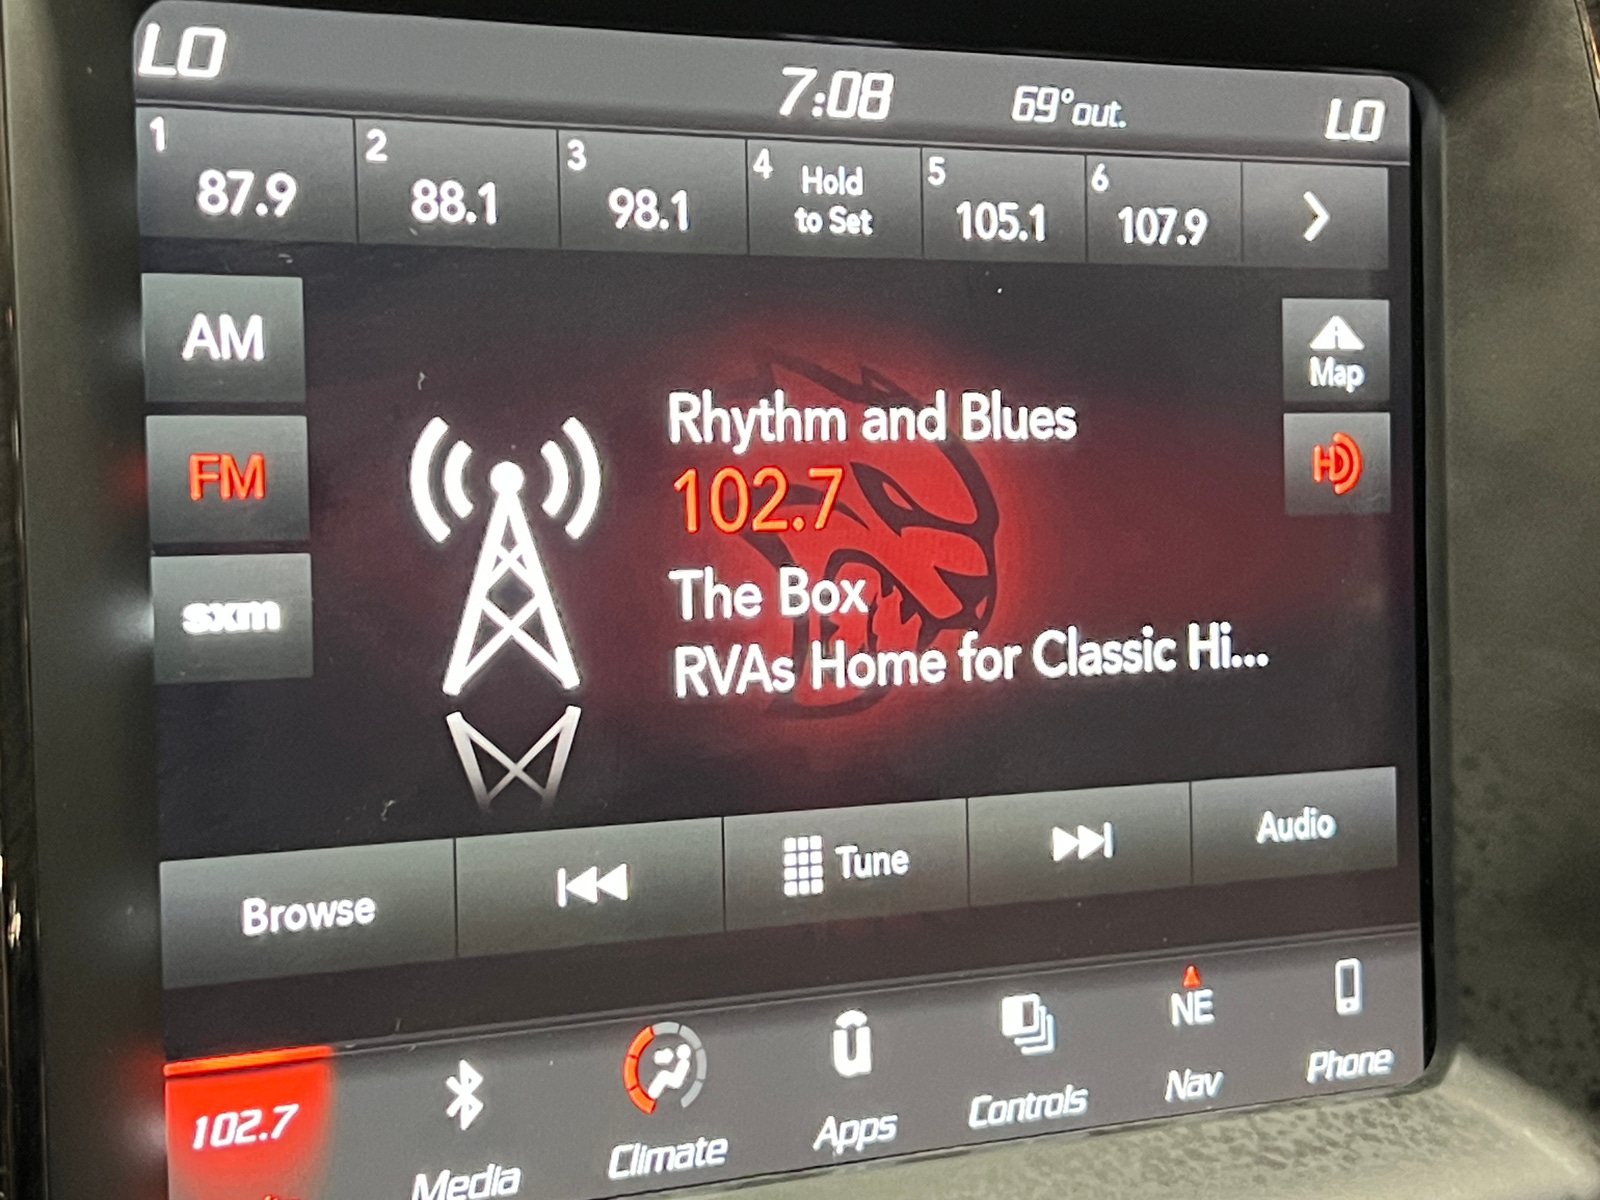 LO 7:08 69°out. LO
1 87.9 2 88.1 3 98.1 4 Hold to Set 5 105.1 6 107.9
AM
Map
FM
HD
sxm
Rhythm and Blues
102.7
The Box
RVAs Home for Classic Hi...
Browse Tune Audio
NE
102.7 Media Climate Apps Controls Nav Phone